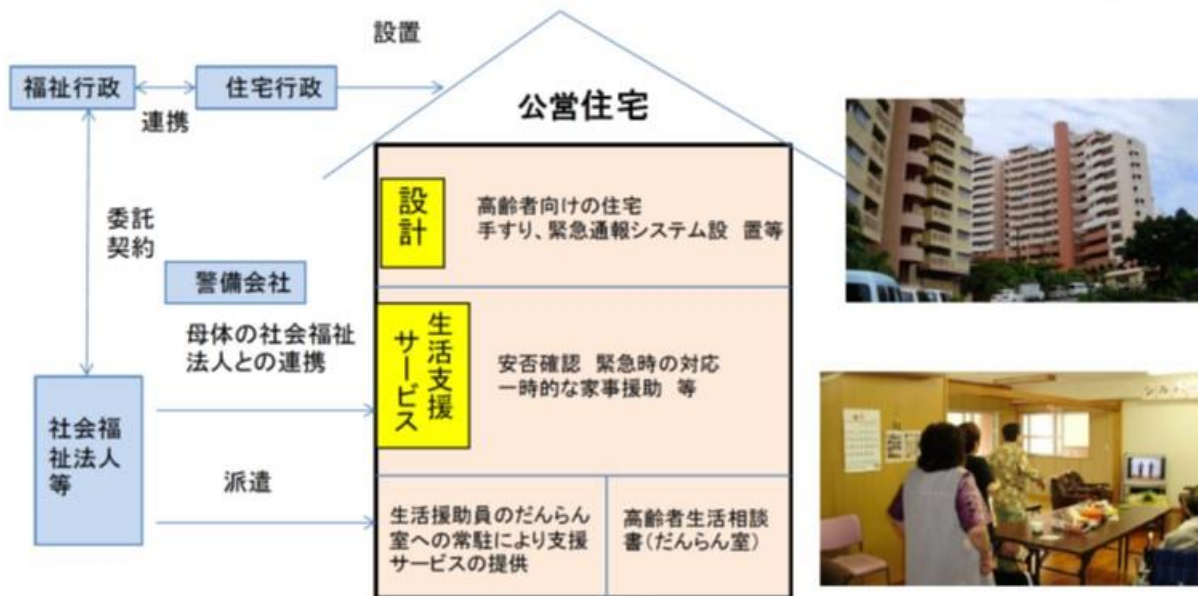 設置
福祉行政
住宅行政
連携
公営住宅
委託
契約
警備会社
母体の社会福祉
法人との連携
社会福
祉法人
等
派遣
設計
高齢者向けの住宅
手すり、緊急通報システム設 置等
生活支援
サービス
安否確認 緊急時の対応
一時的な家事援助 等
生活援助員のだんらん
室への常駐により支援
サービスの提供
高齢者生活相談
書(だんらん室)